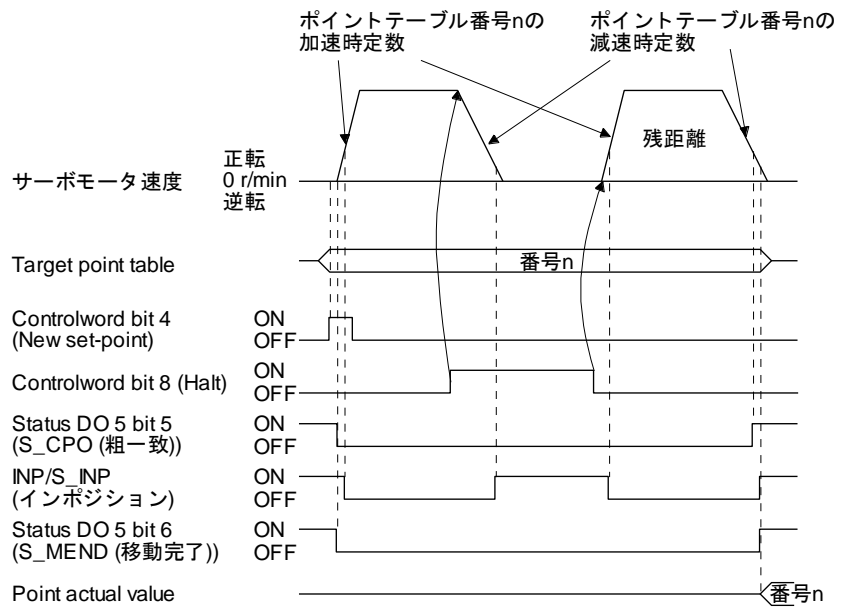 ポイントテーブル番号nの
加速時定数
ポイントテーブル番号nの
減速時定数
残距離
サーボモータ速度
正転
0 r/min
逆転
Target point table
番号n
Controlword bit 4
(New set-point)
ON
OFF
Controlword bit 8 (Halt)
ON
OFF
Status DO 5 bit 5
(S_CPO (粗一致))
ON
OFF
INP/S_INP
(インポジション)
ON
OFF
Status DO 5 bit 6
(S_MEND (移動完了))
ON
OFF
Point actual value
番号n